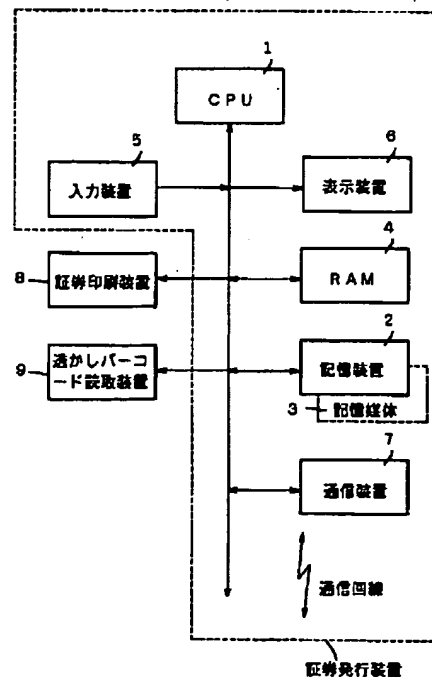 1
CPU
5
入力装置
6
表示装置
4
RAM
8
証券印刷装置
2
記憶装置
9
透かしバーコード読取装置
3
記憶媒体
7
通信装置
通信回線
証券発行装置